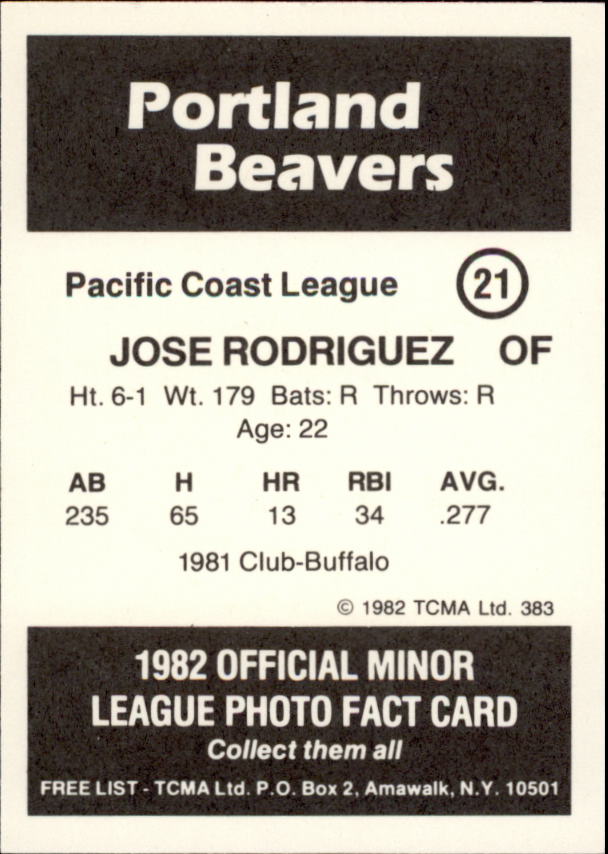 Portland
Beavers
Pacific Coast League 21
JOSE RODRIGUEZ OF
Ht. 6-1 Wt. 179 Bats: R Throws: R
Age: 22
AB H HR RBI AVG.
235 65 13 34 .277
1981 Club-Buffalo
© 1982 TCMA Ltd. 383
1982 OFFICIAL MINOR
LEAGUE PHOTO FACT CARD
Collect them all
FREE LIST - TCMA Ltd. P.O. Box 2, Amawalk, N.Y. 10501